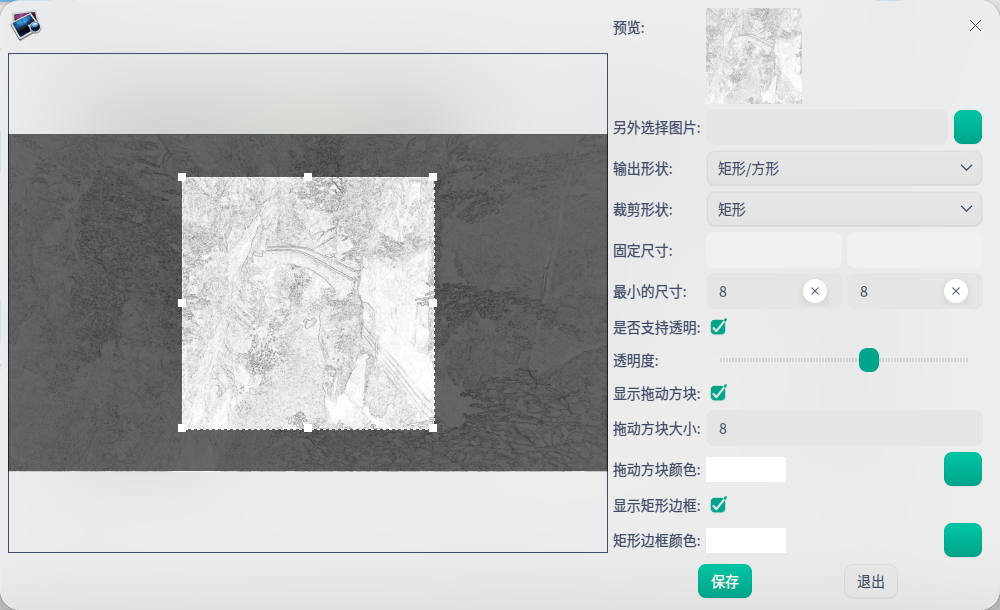 预览:
另外选择图片:
输出形状:
矩形/方形
裁剪形状:
矩形
固定尺寸:
最小的尺寸:
8
8
是否支持透明:
透明度:
显示拖动方块:
拖动方块大小:
8
拖动方块颜色:
显示矩形边框:
矩形边框颜色:
保存
退出